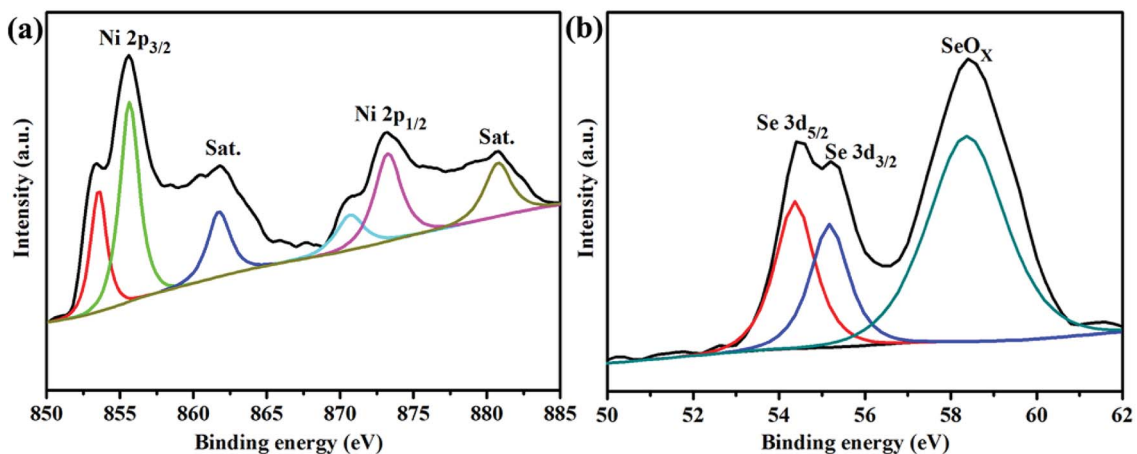 (a)
Ni 2p3/2
Sat.
Ni 2p1/2
Sat.
Intensity (a.u.)
850 855 860 865 870 875 880 885
Binding energy (eV)
(b)
SeOX
Se 3d5/2
Se 3d3/2
Intensity (a.u.)
50 52 54 56 58 60 62
Binding energy (eV)